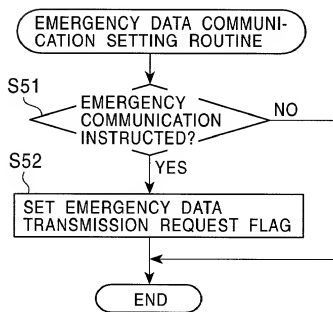 EMERGENCY DATA COMMUNI-
CATION SETTING ROUTINE
S51
EMERGENCY
COMMUNICATION
INSTRUCTED?
NO
YES
S52
SET EMERGENCY DATA
TRANSMISSION REQUEST FLAG
END